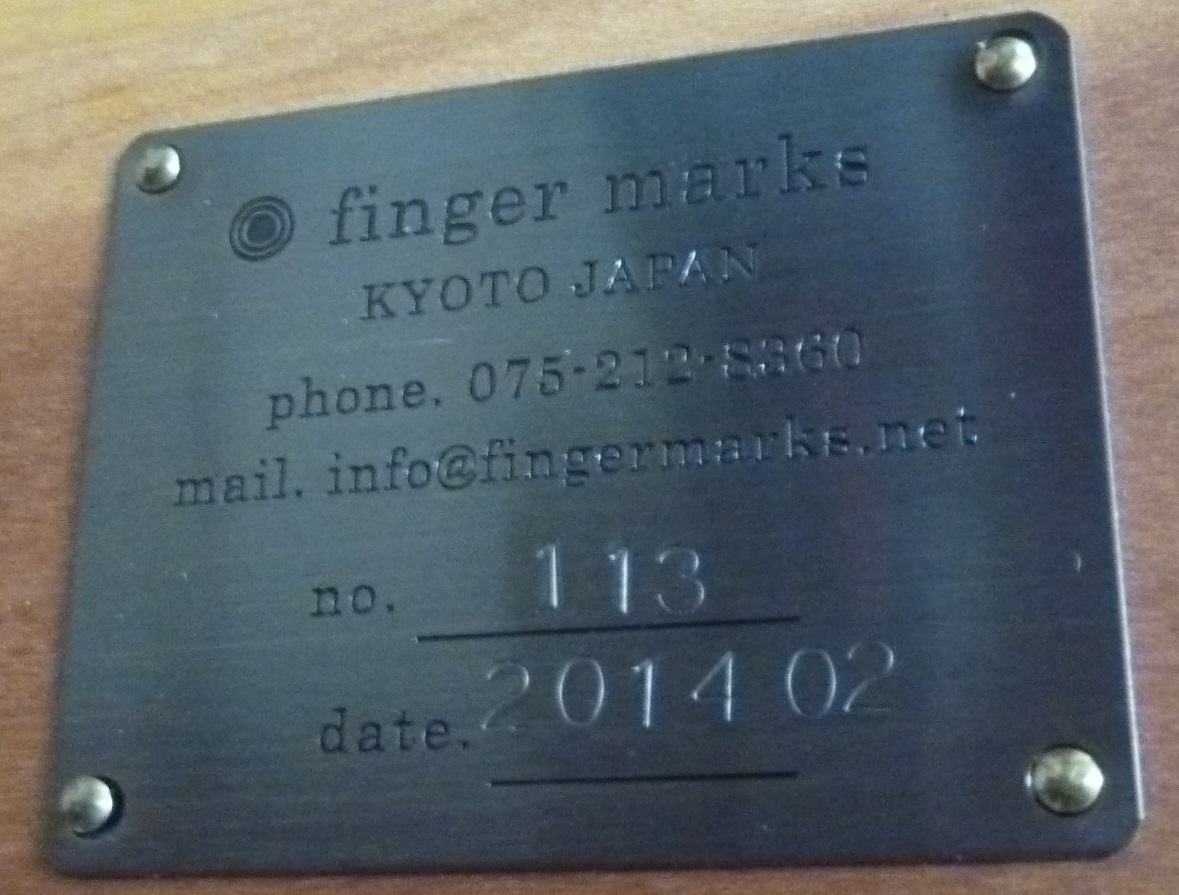 finger marks
KYOTO JAPAN
phone. 075-212-8360
mail. info@fingermarks.net
no. 113
date. 2014 02